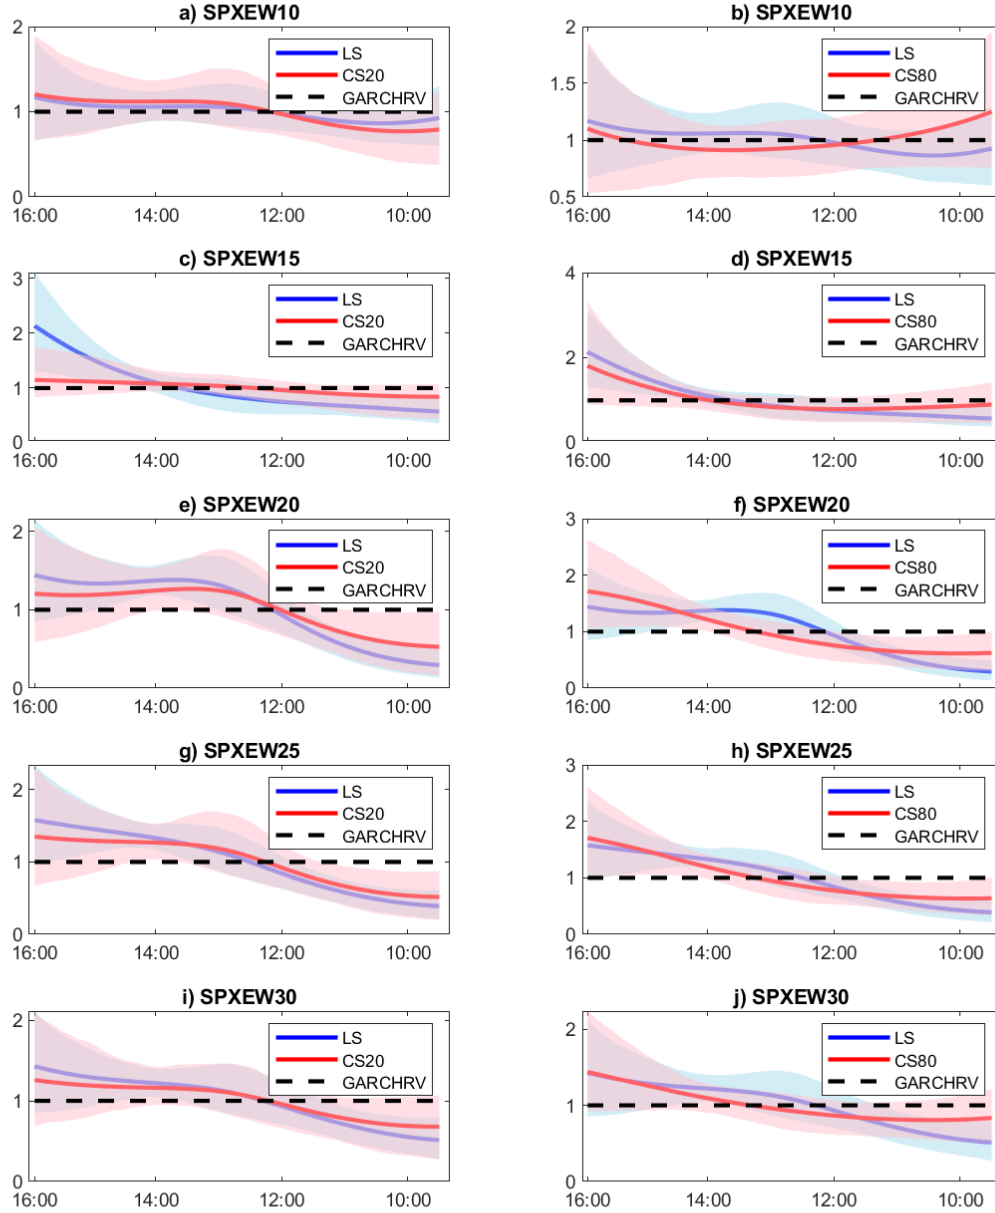 a) SPXEW10
2
1
0
LS
CS20
GARCHRV
16:00 14:00 12:00 10:00
b) SPXEW10
2
1.5
1
0.5
LS
CS80
GARCHRV
16:00 14:00 12:00 10:00
c) SPXEW15
3
2
1
0
LS
CS20
GARCHRV
16:00 14:00 12:00 10:00
d) SPXEW15
4
2
0
LS
CS80
GARCHRV
16:00 14:00 12:00 10:00
e) SPXEW20
2
1
0
LS
CS20
GARCHRV
16:00 14:00 12:00 10:00
f) SPXEW20
3
2
1
0
LS
CS80
GARCHRV
16:00 14:00 12:00 10:00
g) SPXEW25
2
1
0
LS
CS20
GARCHRV
16:00 14:00 12:00 10:00
h) SPXEW25
3
2
1
0
LS
CS80
GARCHRV
16:00 14:00 12:00 10:00
i) SPXEW30
2
1
0
LS
CS20
GARCHRV
16:00 14:00 12:00 10:00
j) SPXEW30
2
1
0
LS
CS80
GARCHRV
16:00 14:00 12:00 10:00